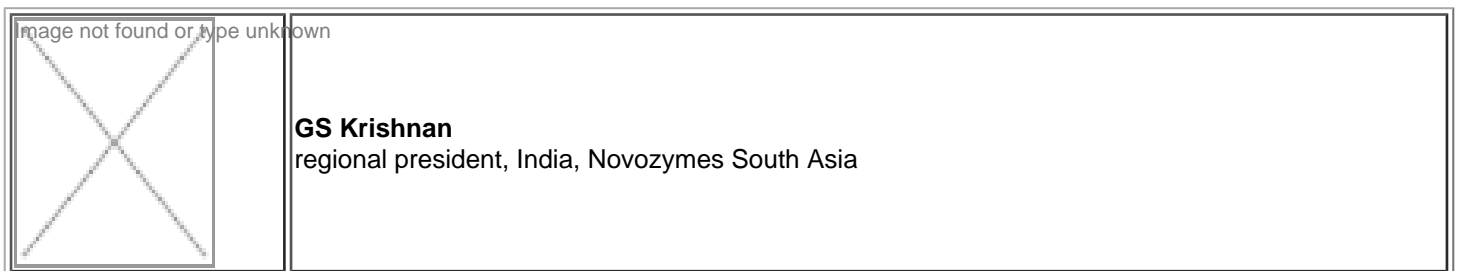 Image not found or type unknown
GS Krishnan
regional president, India, Novozymes South Asia